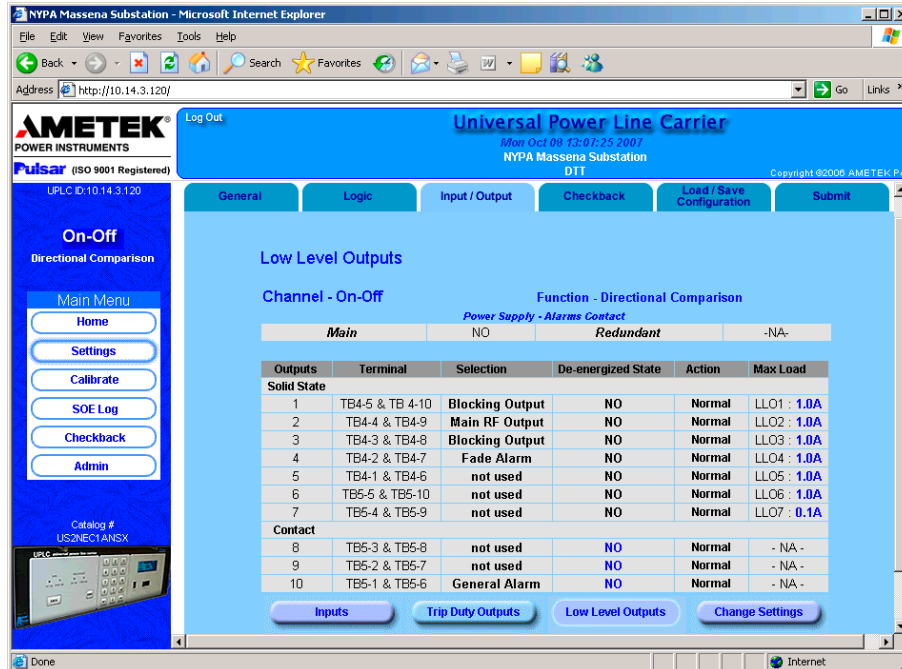 NYPA Massena Substation - Microsoft Internet Explorer
File Edit View Favorites Tools Help
Back Search Favorites
Address http://10.14.3.120/ Go Links »
AMETEK®
POWER INSTRUMENTS
Pulsar (ISO 9001 Registered)
Log Out
Universal Power Line Carrier
Mon Oct 08 13:07:25 2007
NYPA Massena Substation
DTT
Copyright ©2006 AMETEK P
UPLC ID:10.14.3.120
General Logic Input / Output Checkback Load / Save Configuration Submit
On-Off
Directional Comparison
Main Menu
Home
Settings
Calibrate
SOE Log
Checkback
Admin
Catalog #
US2NEC1ANSX
UPLC
Low Level Outputs
Channel - On-Off Function - Directional Comparison
Power Supply - Alarms Contact
Main NO Redundant -NA-
Outputs Terminal Selection De-energized State Action Max Load
Solid State
1 TB4-5 & TB 4-10 Blocking Output NO Normal LLO1 : 1.0A
2 TB4-4 & TB4-9 Main RF Output NO Normal LLO2 : 1.0A
3 TB4-3 & TB4-8 Blocking Output NO Normal LLO3 : 1.0A
4 TB4-2 & TB4-7 Fade Alarm NO Normal LLO4 : 1.0A
5 TB4-1 & TB4-6 not used NO Normal LLO5 : 1.0A
6 TB5-5 & TB5-10 not used NO Normal LLO6 : 1.0A
7 TB5-4 & TB5-9 not used NO Normal LLO7 : 0.1A
Contact
8 TB5-3 & TB5-8 not used NO Normal - NA -
9 TB5-2 & TB5-7 not used NO Normal - NA -
10 TB5-1 & TB5-6 General Alarm NO Normal - NA -
Inputs Trip Duty Outputs Low Level Outputs Change Settings
Done Internet